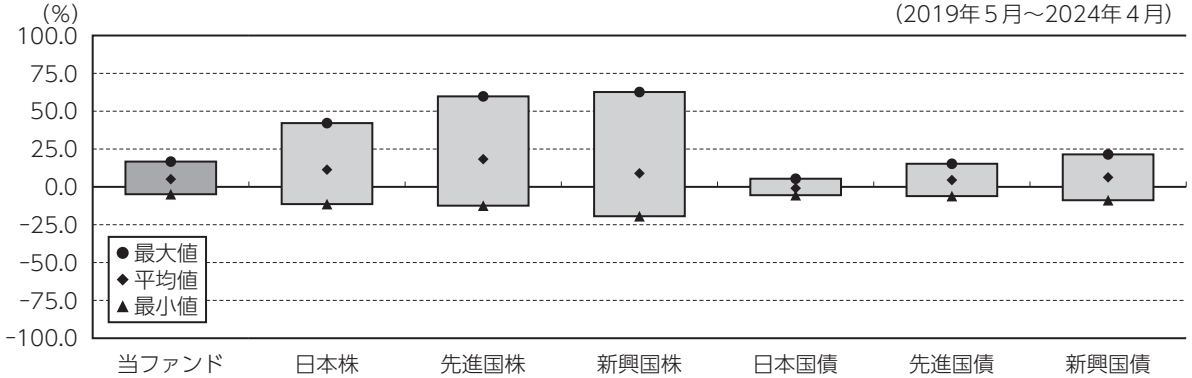 (%)
(2019年5月〜2024年4月)
100.0
75.0
50.0
25.0
0.0
-25.0
-50.0
-75.0
-100.0
●最大値
◆平均値
▲最小値
当ファンド 日本株 先進国株 新興国株 日本国債 先進国債 新興国債